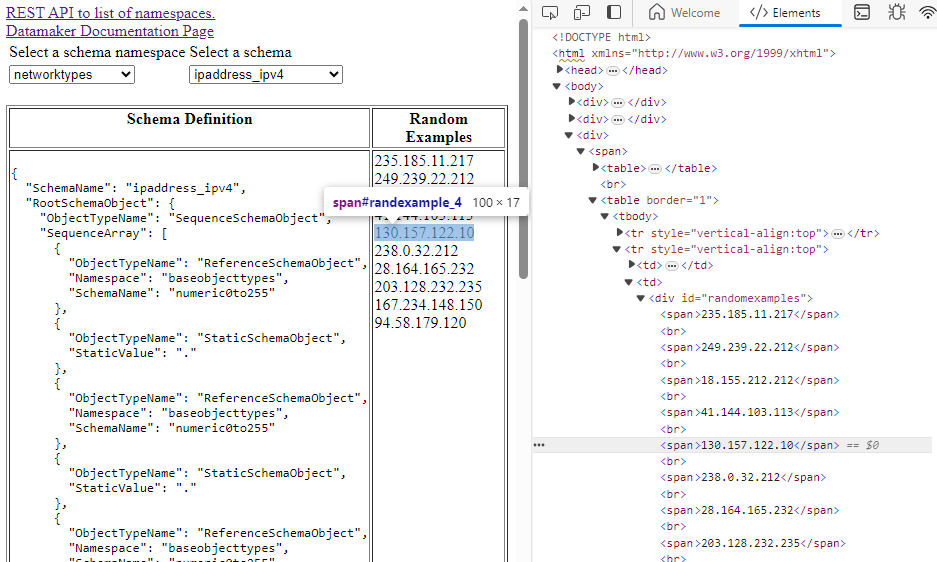 REST API to list of namespaces.
Datamaker Documentation Page
Select a schema namespace Select a schema
networktypes ipaddress_ipv4
Schema Definition
Random
Examples
{
"SchemaName": "ipaddress_ipv4",
"RootSchemaObject": {
"ObjectTypeName": "SequenceSchemaObject",
"SequenceArray": [
{
"ObjectTypeName": "ReferenceSchemaObject",
"Namespace": "baseobjecttypes",
"SchemaName": "numeric0to255"
},
{
"ObjectTypeName": "StaticSchemaObject",
"StaticValue": "."
},
{
"ObjectTypeName": "ReferenceSchemaObject",
"Namespace": "baseobjecttypes",
"SchemaName": "numeric0to255"
},
{
"ObjectTypeName": "StaticSchemaObject",
"StaticValue": "."
},
{
"ObjectTypeName": "ReferenceSchemaObject",
"Namespace": "baseobjecttypes",
235.185.11.217
249.239.22.212
span#randexample_4 100 × 17
41.144.103.113
130.157.122.10
238.0.32.212
28.164.165.232
203.128.232.235
167.234.148.150
94.58.179.120
Welcome
Elements
<!DOCTYPE html>
<html xmlns="http://www.w3.org/1999/xhtml">
<head>…</head>
<body>
<div>…</div>
<div>…</div>
<div>
<span>
<table>…</table>
<br>
<table border="1">
<tbody>
<tr style="vertical-align:top">…</tr>
<tr style="vertical-align:top">
<td>…</td>
<td>
<div id="randomexamples">
<span>235.185.11.217</span>
<br>
<span>249.239.22.212</span>
<br>
<span>18.155.212.212</span>
<br>
<span>41.144.103.113</span>
<br>
<span>130.157.122.10</span> == $0
<br>
<span>238.0.32.212</span>
<br>
<span>28.164.165.232</span>
<br>
<span>203.128.232.235</span>
<br>